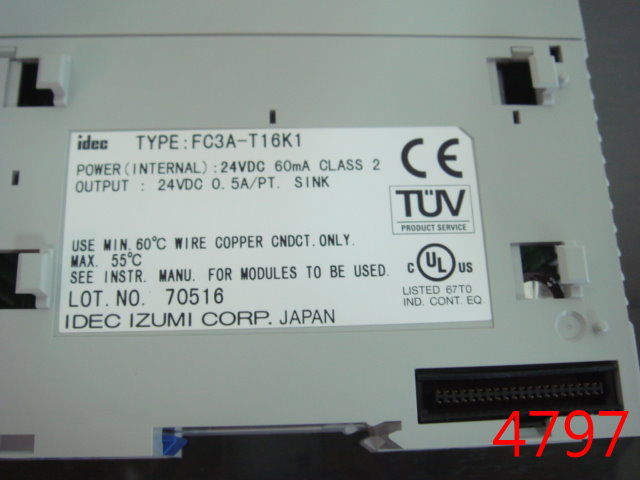 idec TYPE:FC3A-T16K1
POWER(INTERNAL):24VDC 60mA CLASS 2
OUTPUT : 24VDC 0.5A/PT. SINK
CE
TÜV
PRODUCT SERVICE
USE MIN.60°C WIRE COPPER CNDCT.ONLY.
MAX. 55°C
SEE INSTR. MANU. FOR MODULES TO BE USED.
LOT.NO. 70516
IDEC IZUMI CORP. JAPAN
C UL US
LISTED 67T0
IND. CONT. EQ.
4797